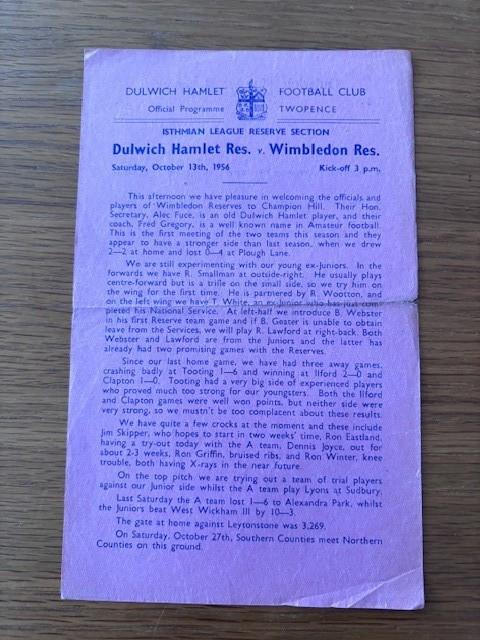 DULWICH HAMLET FOOTBALL CLUB
Official Programme TWOPENCE
ISTHMIAN LEAGUE RESERVE SECTION
Dulwich Hamlet Res. v. Wimbledon Res.
Saturday, October 13th, 1956 Kick-off 3 p.m.
This afternoon we have pleasure in welcoming the officials and
players of Wimbledon Reserves to Champion Hill. Their Hon.
Secretary, Alec Fuce, is an old Dulwich Hamlet player, and their
coach, Fred Gregory, is a well known name in Amateur football.
This is the first meeting of the two teams this season and they
appear to have a stronger side than last season, when we drew
2—2 at home and lost 0—4 at Plough Lane.
We are still experimenting with our young ex-Juniors. In the
forwards we have R. Smallman at outside-right. He usually plays
centre-forward but is a trifle on the small side, so we try him on
the wing for the first time. He is partnered by R. Wootton, and
on the left wing we have T. White, an ex-Junior who has just com-
pleted his National Service. At left-half we introduce B. Webster
in his first Reserve team game and if B. Geater is unable to obtain
leave from the Services, we will play R. Lawford at right-back. Both
Webster and Lawford are from the Juniors and the latter has
already had two promising games with the Reserves.
Since our last home game, we have had three away games,
crashing badly at Tooting 1—6 and winning at Ilford 2—0 and
Clapton 1—0. Tooting had a very big side of experienced players
who proved much too strong for our youngsters. Both the Ilford
and Clapton games were well won points, but neither side were
very strong, so we mustn't be too complacent about these results.
We have quite a few crocks at the moment and these include
Jim Skipper, who hopes to start in two weeks' time, Ron Eastland,
having a try-out today with the A team, Dennis Joyce, out for
about 2-3 weeks, Ron Griffin, bruised ribs, and Ron Winter, knee
trouble, both having X-rays in the near future.
On the top pitch we are trying out a team of trial players
against our Junior side whilst the A team play Lyons at Sudbury.
Last Saturday the A team lost 1—6 to Alexandra Park, whilst
the Juniors beat West Wickham III by 10—3.
The gate at home against Leytonstone was 3,269.
On Saturday, October 27th, Southern Counties meet Northern
Counties on this ground.